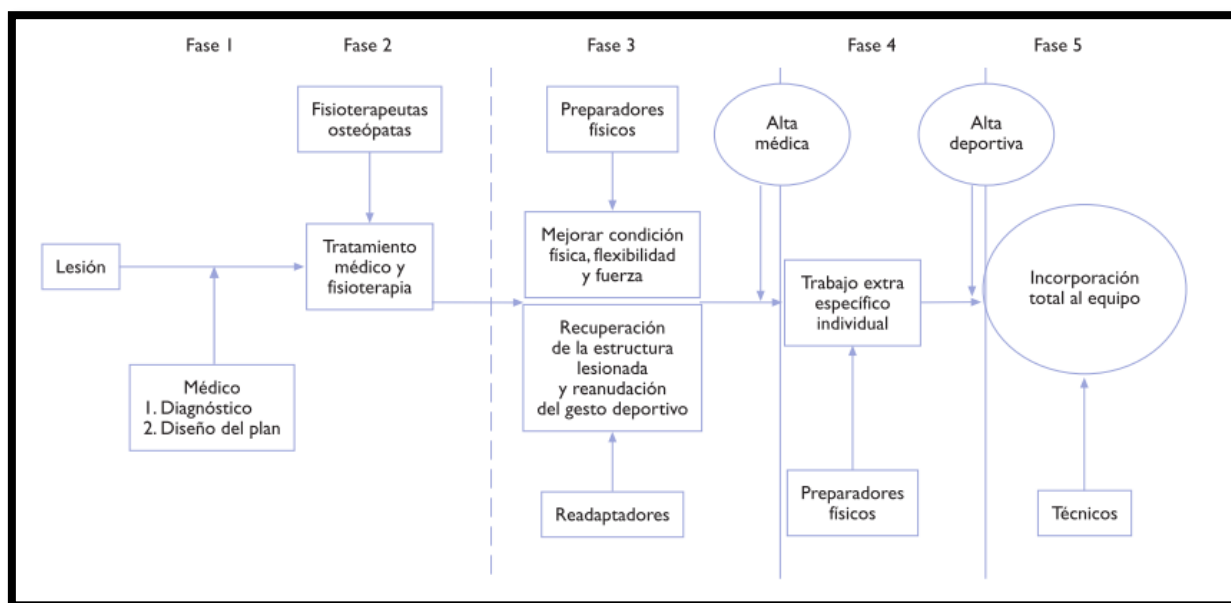 Fase 1
Fase 2
Fase 3
Fase 4
Fase 5
Fisioterapeutas
osteópatas
Preparadores
físicos
Alta
médica
Alta
deportiva
Lesión
Tratamiento
médico y
fisioterapia
Mejorar condición
física, flexibilidad
y fuerza
Recuperación
de la estructura
lesionada
y reanudación
del gesto deportivo
Trabajo extra
específico
individual
Incorporación
total al equipo
Médico
1. Diagnóstico
2. Diseño del plan
Readaptadores
Preparadores
físicos
Técnicos